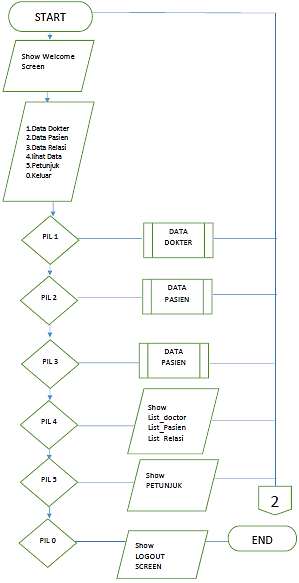 START
Show Welcome
Screen
1.Data Dokter
2.Data Pasien
3.Data Relasi
4.lihat Data
5.Petunjuk
0.Keluar
PIL 1
DATA
DOKTER
PIL 2
DATA
PASIEN
PIL 3
DATA
PASIEN
PIL 4
Show
List_doctor
List_Pasien
List_Relasi
PIL 5
Show
PETUNJUK
2
PIL 0
Show
LOGOUT
SCREEN
END